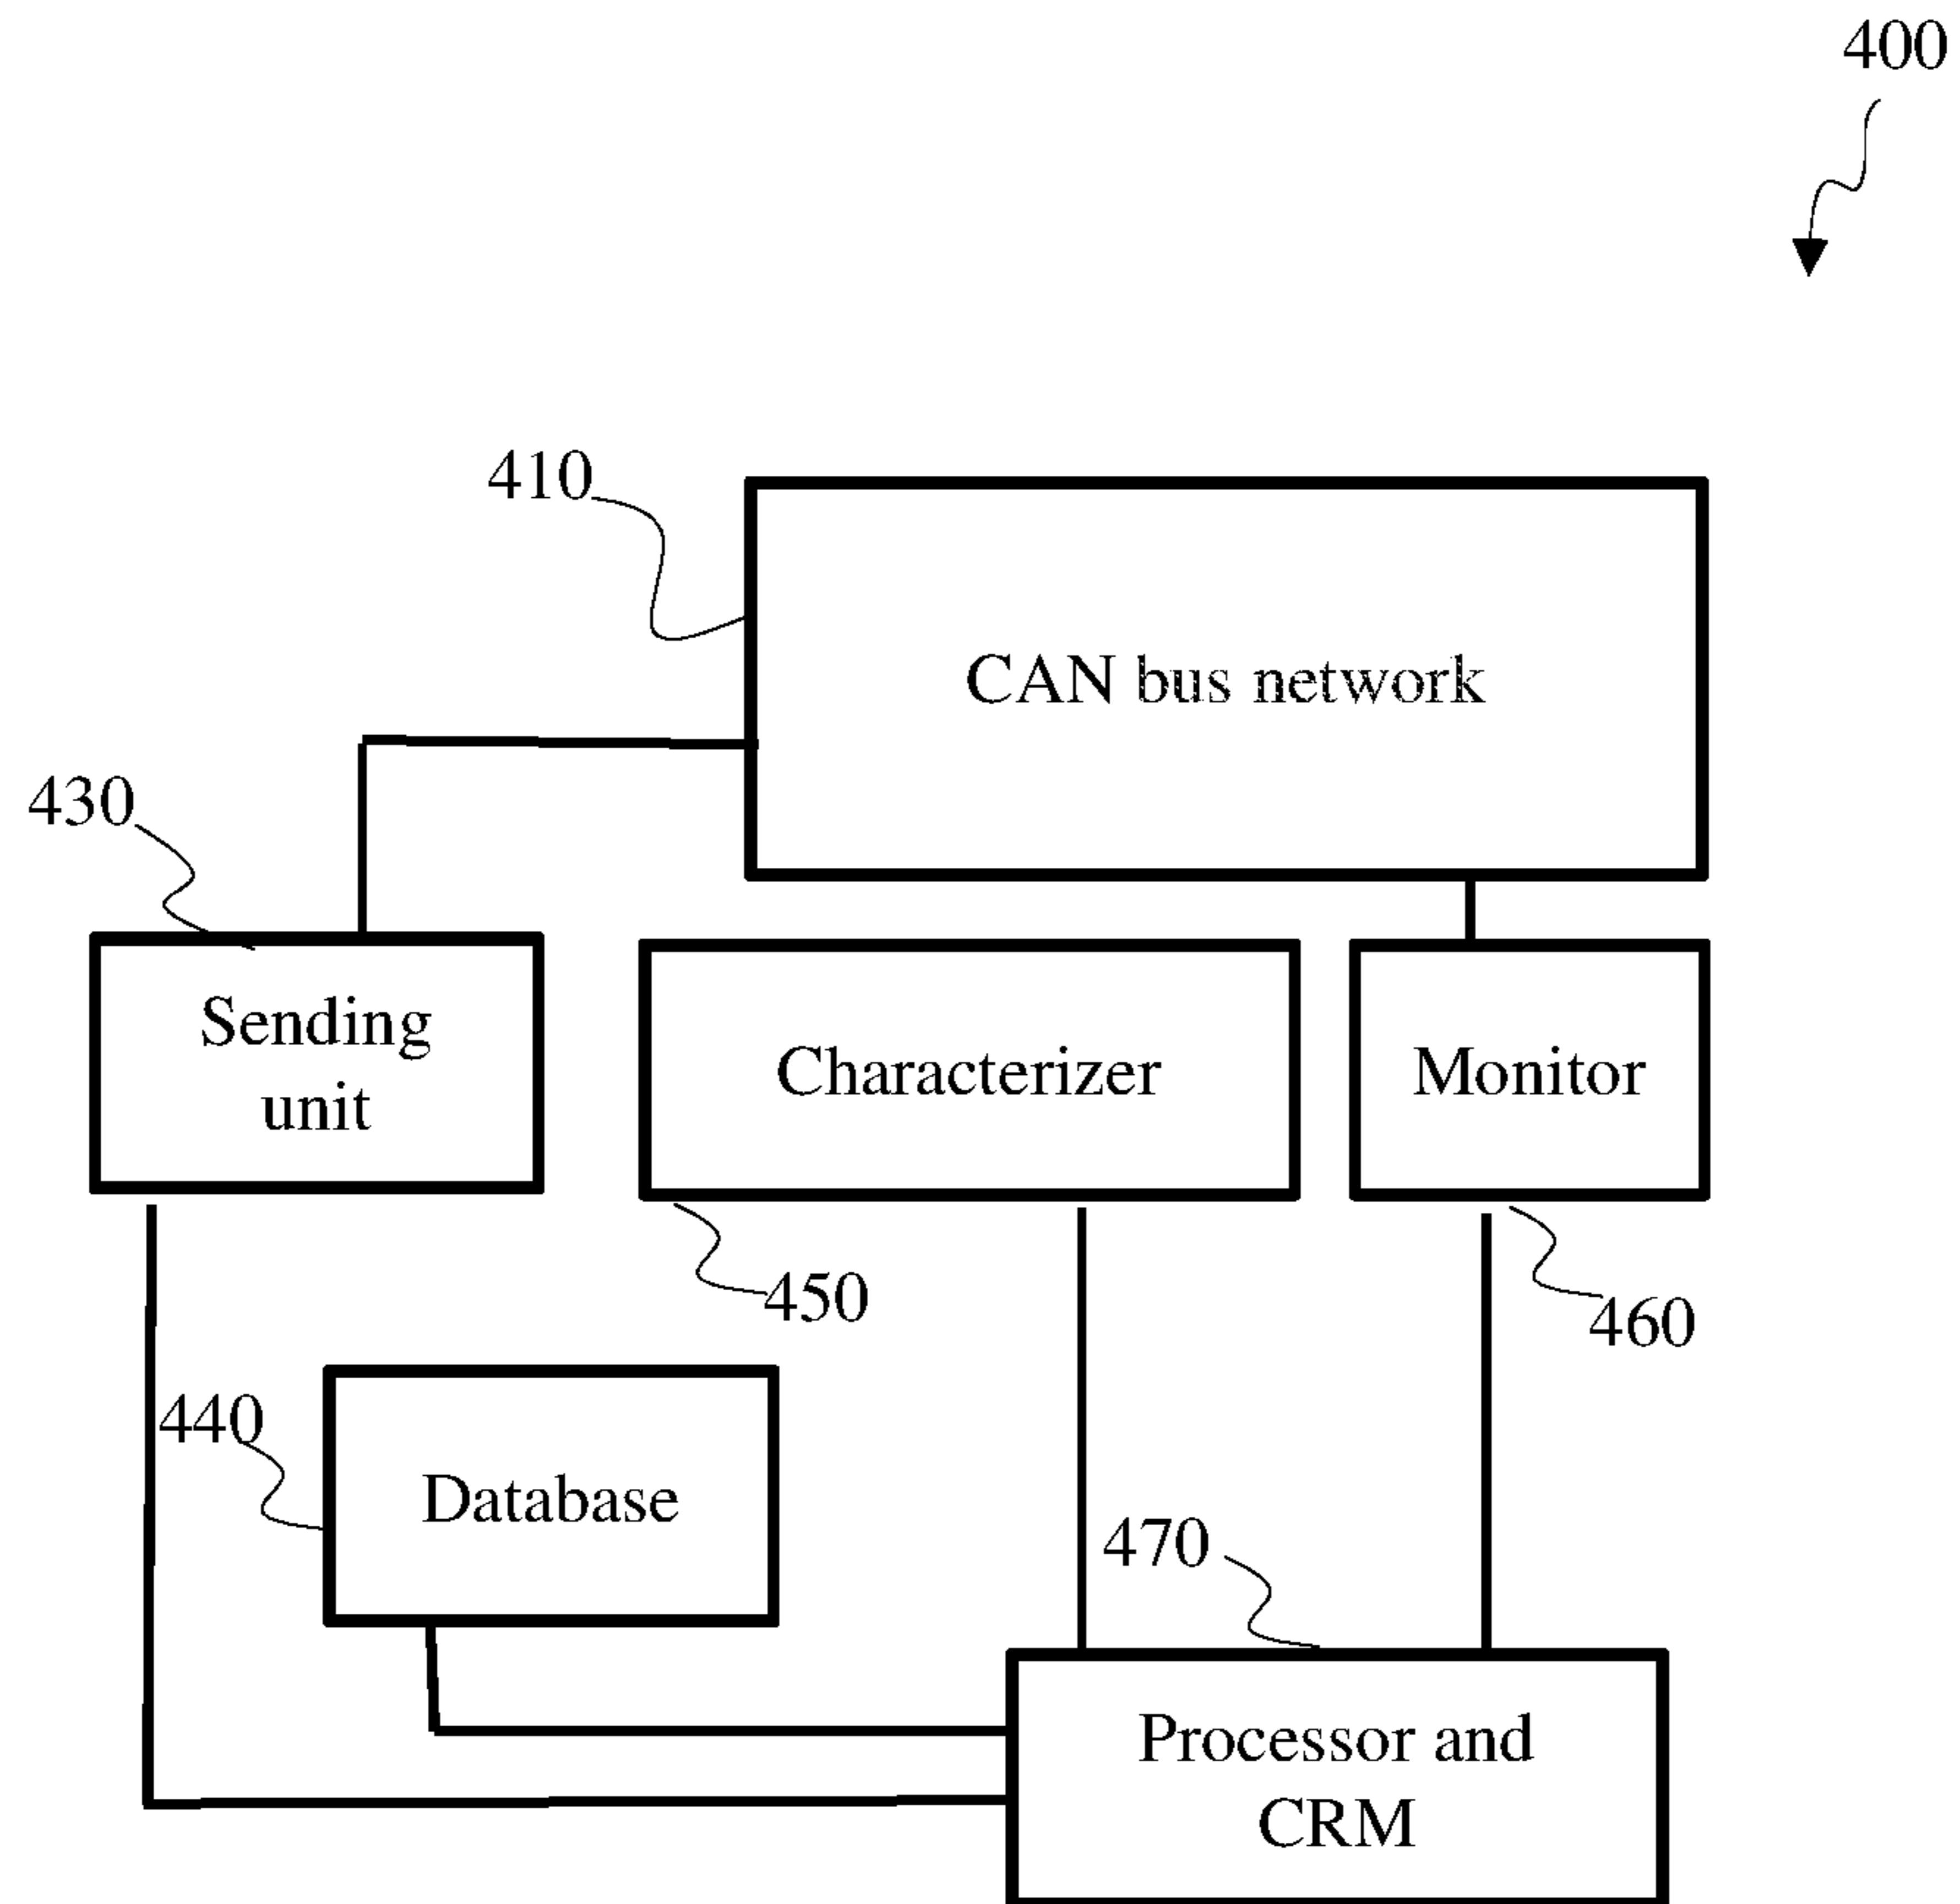 400
410
CAN bus network
430
Sending
unit
Characterizer
Monitor
450
460
440
Database
470
Processor and
CRM